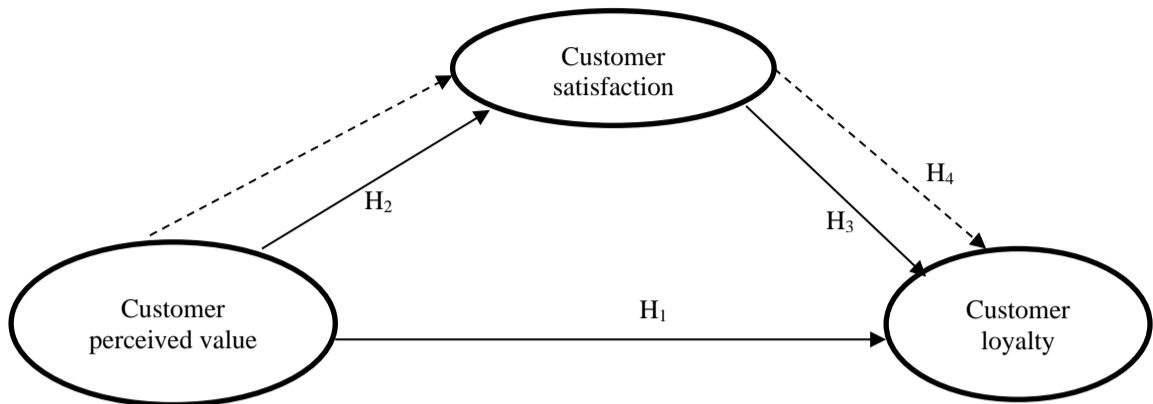 Customer
satisfaction
H₄
H₂
H₃
Customer
perceived value
H₁
Customer
loyalty